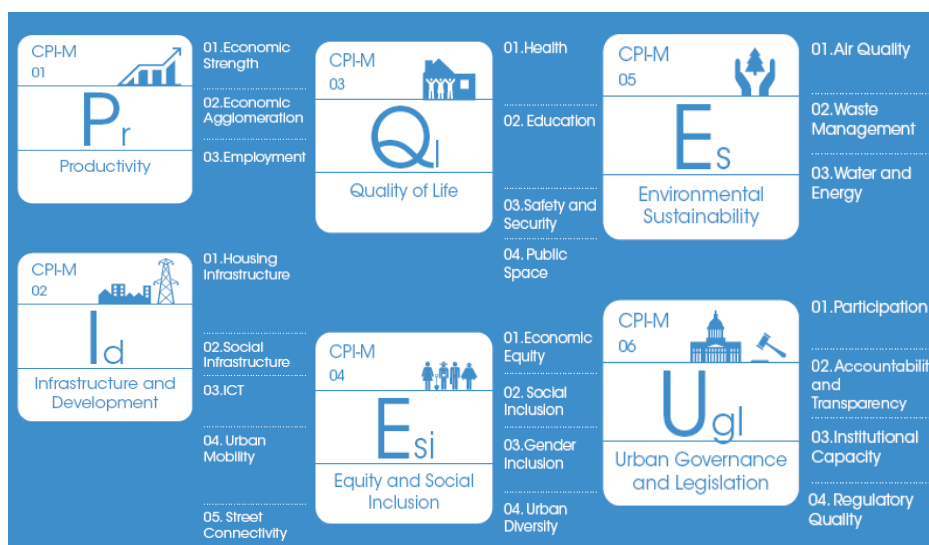 CPI-M
01
Pr
Productivity
01.Economic
Strength
02.Economic
Agglomeration
03.Employment
CPI-M
02
Id
Infrastructure and
Development
01.Housing
Infrastructure
02.Social
Infrastructure
03.ICT
04. Urban
Mobility
05. Street
Connectivity
CPI-M
03
Ql
Quality of Life
01.Health
02. Education
03.Safety and
Security
04. Public
Space
CPI-M
04
Esi
Equity and Social
Inclusion
01.Economic
Equity
02. Social
Inclusion
03.Gender
Inclusion
04. Urban
Diversity
CPI-M
05
Es
Environmental
Sustainability
01.Air Quality
02.Waste
Management
03.Water and
Energy
CPI-M
06
Ugl
Urban Governance
and Legislation
01.Participation
02.Accountabilit
and
Transparency
03.Institutional
Capacity
04. Regulatory
Quality